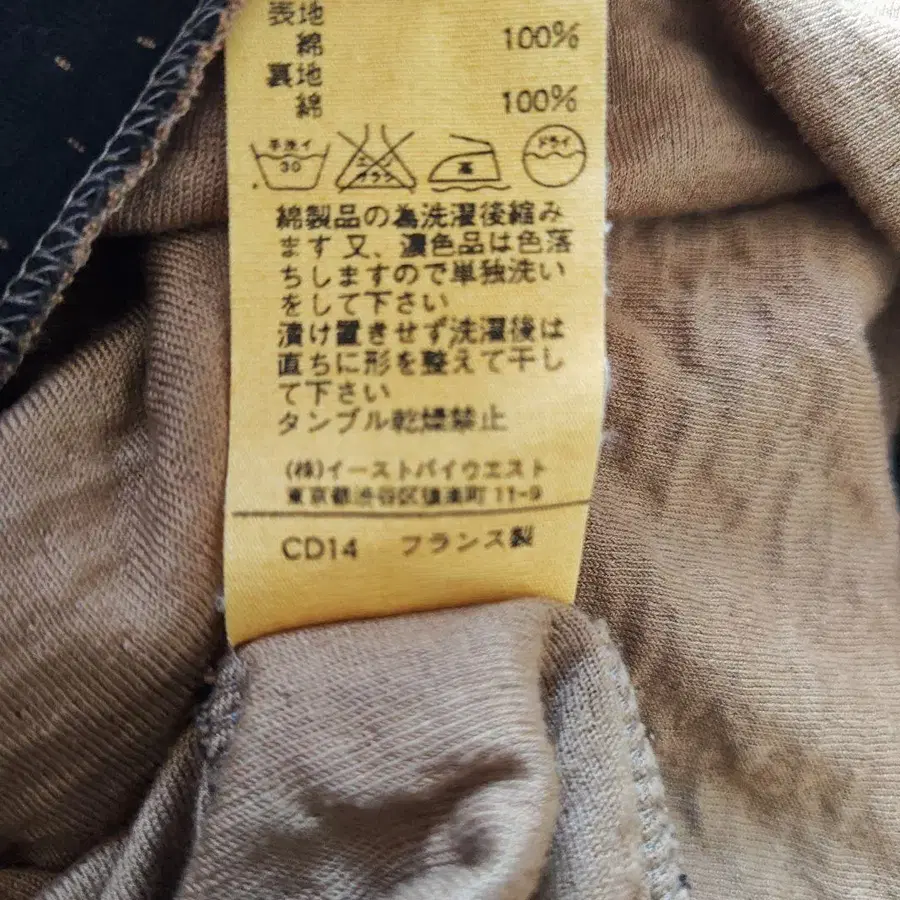 表地
綿 100%
裏地
綿 100%
手洗イ 30 エンソサラシ 高 ドライ
綿製品の為洗濯後縮み
ます又、濃色品は色落
ちしますので単独洗い
をして下さい
漬け置きせず洗濯後は
直ちに形を整えて干し
て下さい
タンブル乾燥禁止
(株)イーストバイウエスト
東京都渋谷区猿楽町11-9
CD14 フランス製